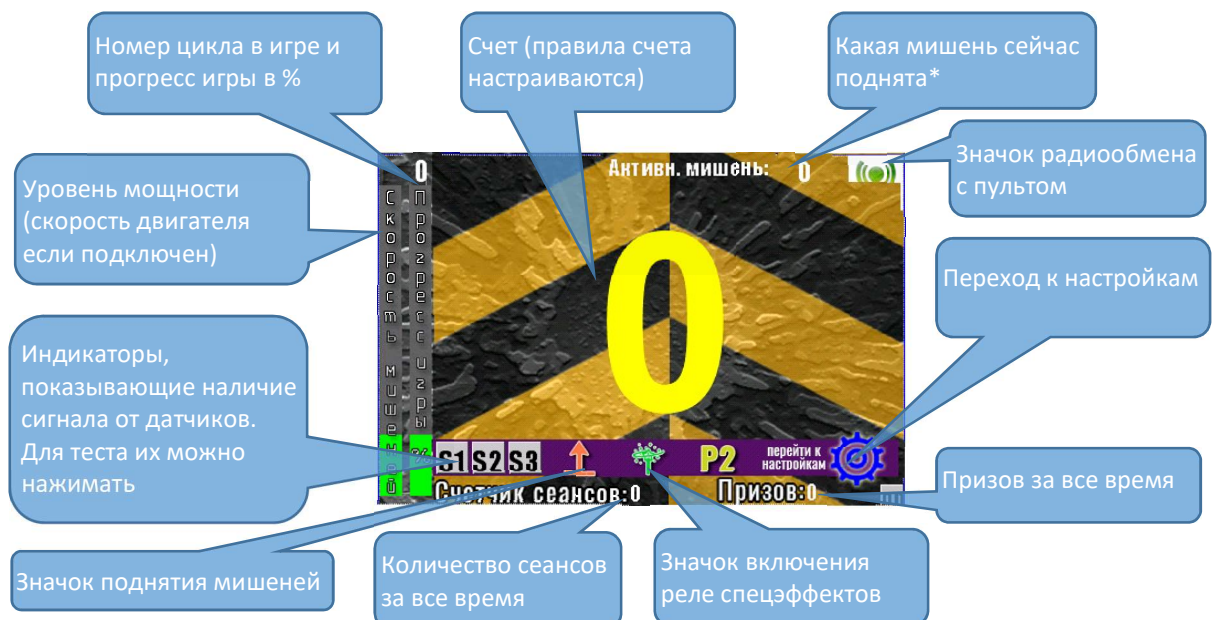 Номер цикла в игре и
прогресс игры в %
Счет (правила счета
настраиваются)
Какая мишень сейчас
поднята*
Значок радиообмена
с пультом
Уровень мощности
(скорость двигателя
если подключен)
Переход к настройкам
Индикаторы,
показывающие наличие
сигнала от датчиков.
Для теста их можно
нажимать
Призов за все время
Значок поднятия мишеней
Количество сеансов
за все время
Значок включения
реле спецэффектов
0
Активн. мишень: 0
Скорость мишеней
Прогресс игры %
0
S1 S2 S3
P2
перейти к
настройкам
Счетчик сеансов:0
Призов:0